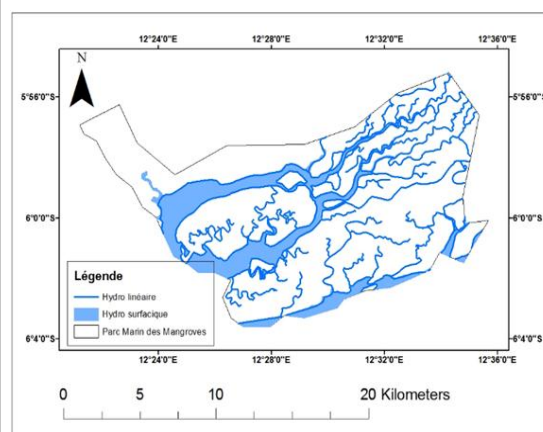 12°24'0"E 12°28'0"E 12°32'0"E 12°36'0"E
N
5°56'0"S 5°56'0"S
6°0'0"S 6°0'0"S
Légende
Hydro linéaire
Hydro surfacique
Parc Marin des Mangroves
6°4'0"S 6°4'0"S
12°24'0"E 12°28'0"E 12°32'0"E 12°36'0"E
0 5 10 20 Kilometers